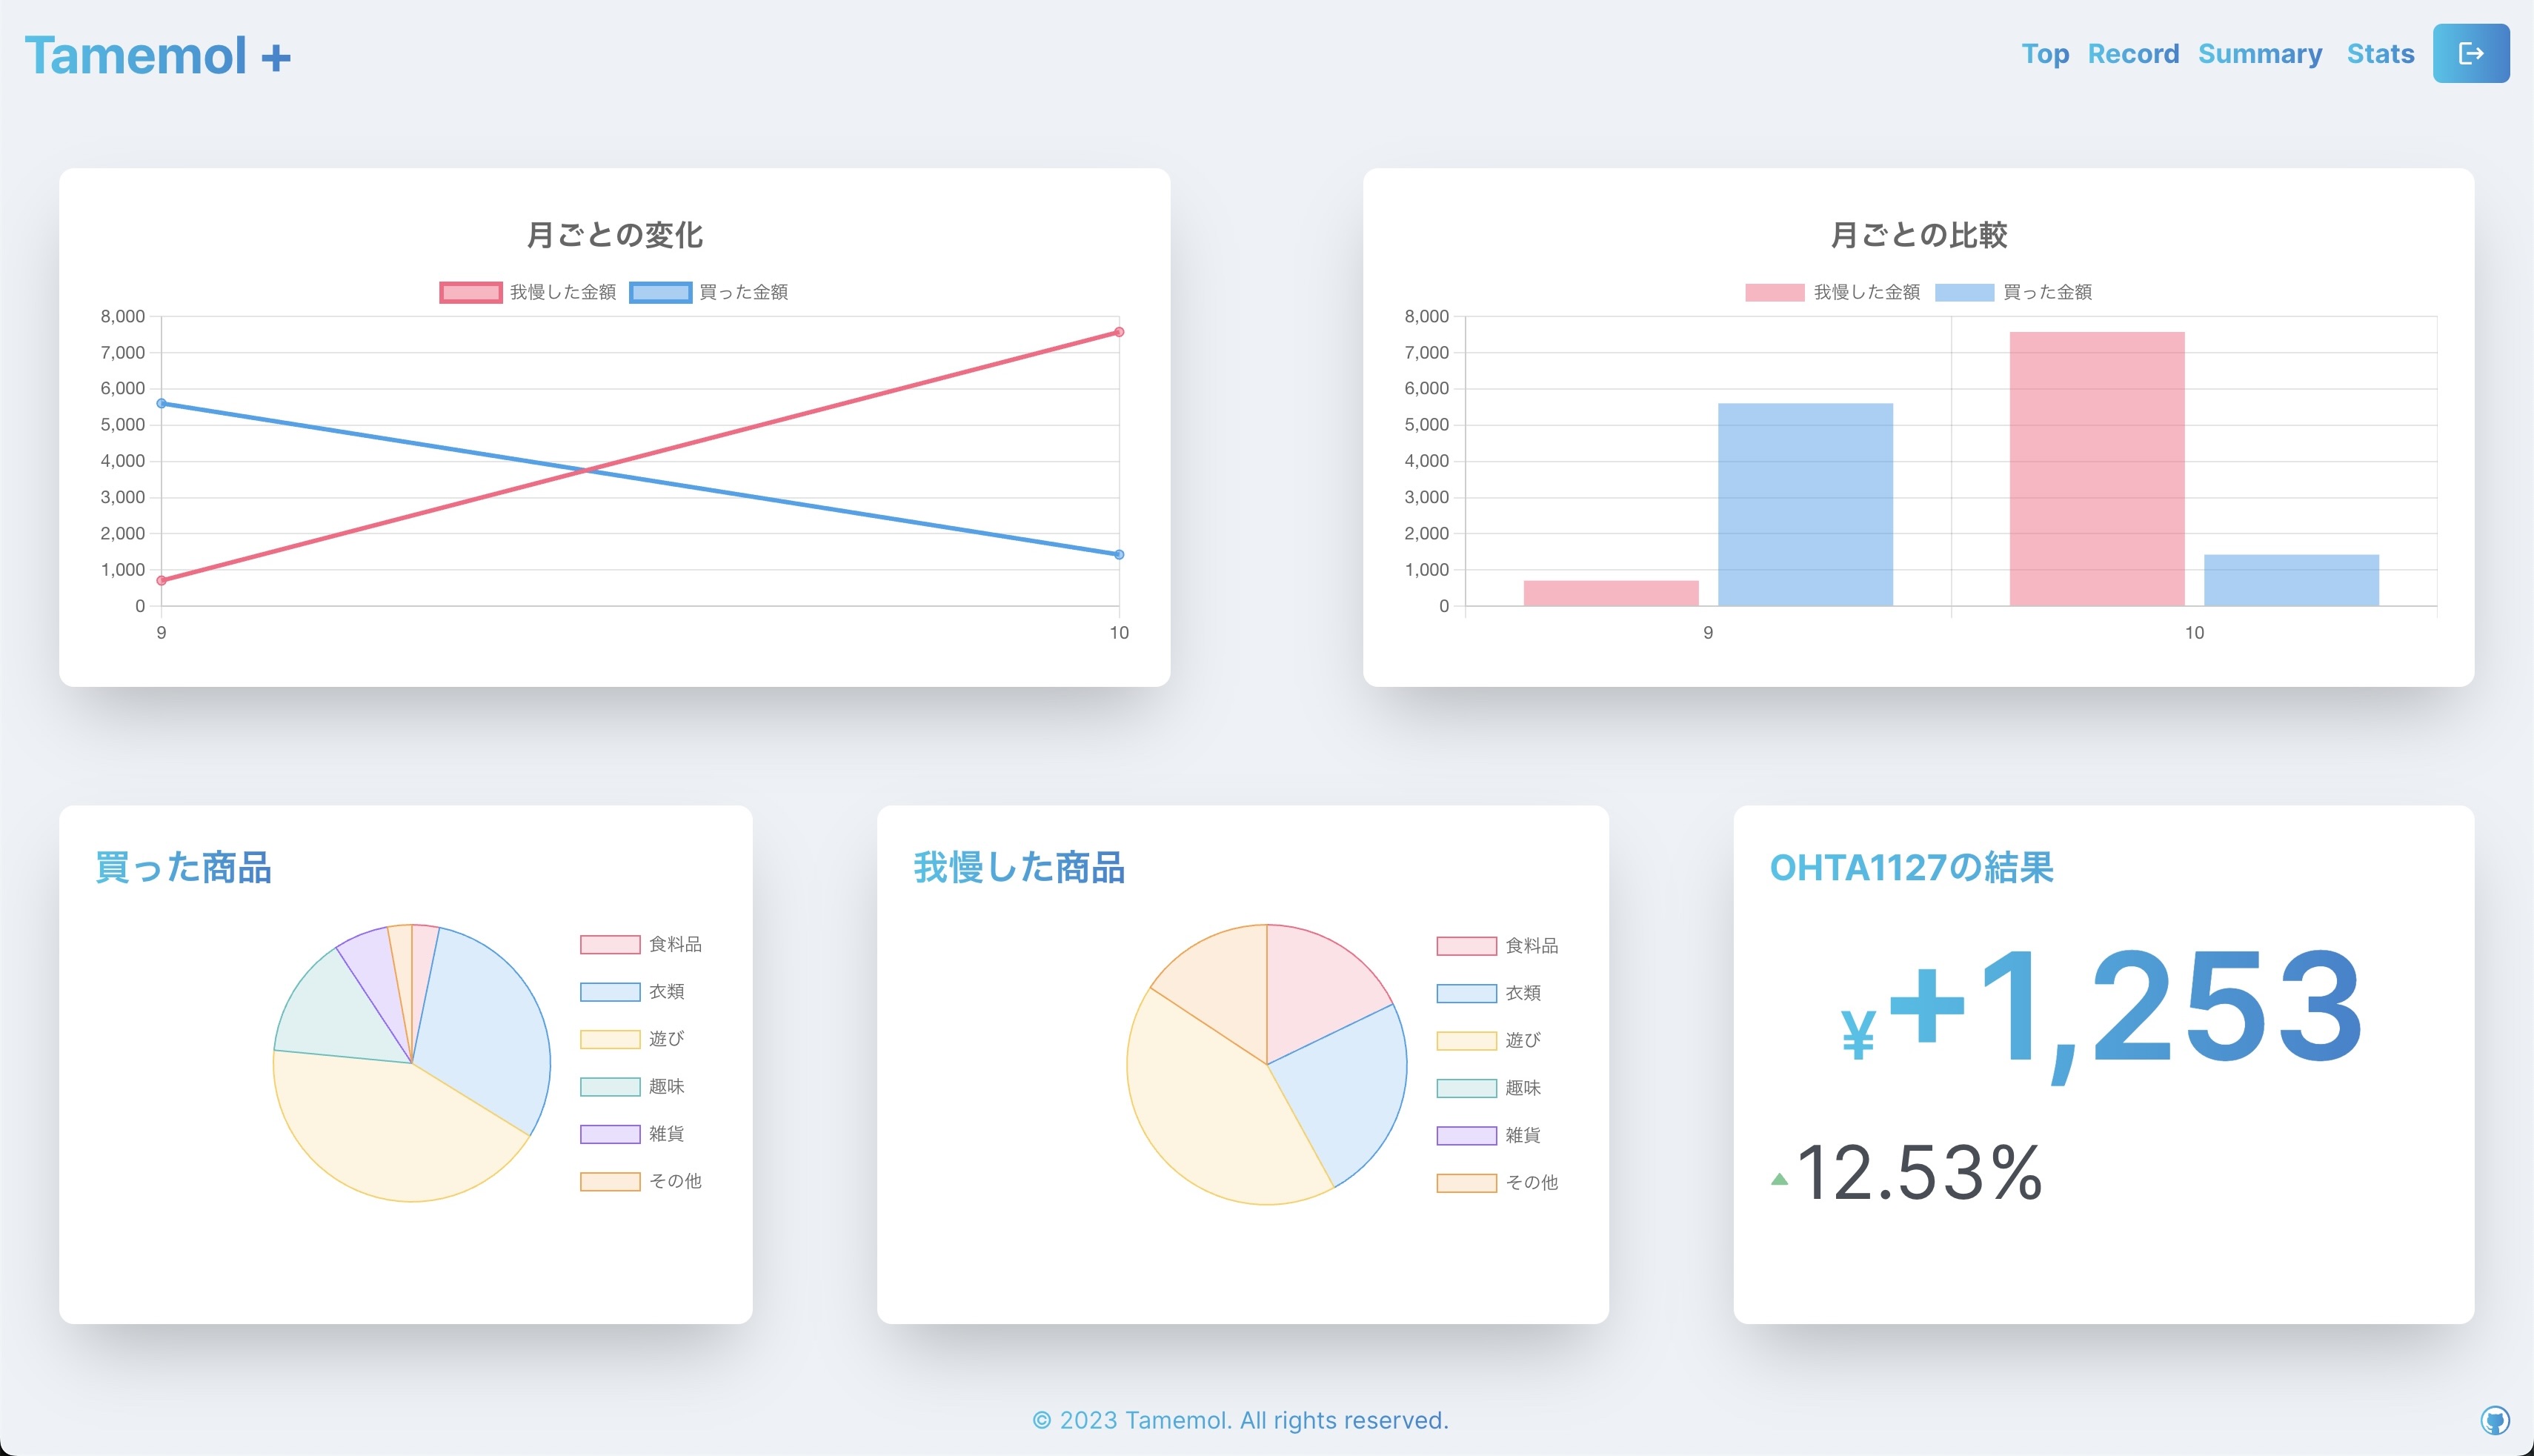 Tamemol +
Top Record Summary Stats
月ごとの変化
我慢した金額 買った金額
8,000
7,000
6,000
5,000
4,000
3,000
2,000
1,000
0
9 10
月ごとの比較
我慢した金額 買った金額
8,000
7,000
6,000
5,000
4,000
3,000
2,000
1,000
0
9 10
買った商品
食料品
衣類
遊び
趣味
雑貨
その他
我慢した商品
食料品
衣類
遊び
趣味
雑貨
その他
OHTA1127の結果
¥+1,253
12.53%
© 2023 Tamemol. All rights reserved.